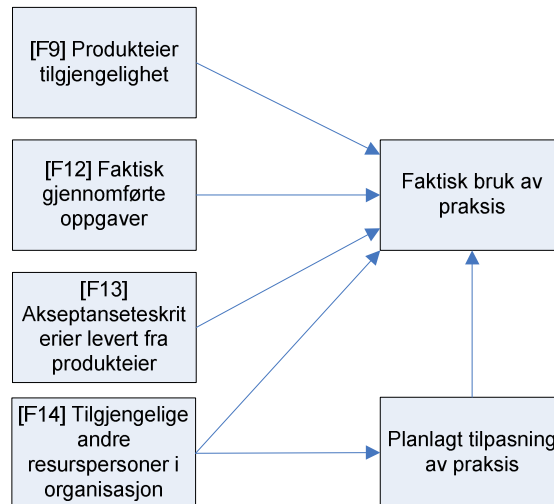 [F9] Produkteier
tilgjengelighet
[F12] Faktisk
gjennomførte
oppgaver
[F13]
Akseptanseteskrit
erier levert fra
produkteier
[F14] Tilgjengelige
andre
resurspersoner i
organisasjon
Faktisk bruk av
praksis
Planlagt tilpasning
av praksis